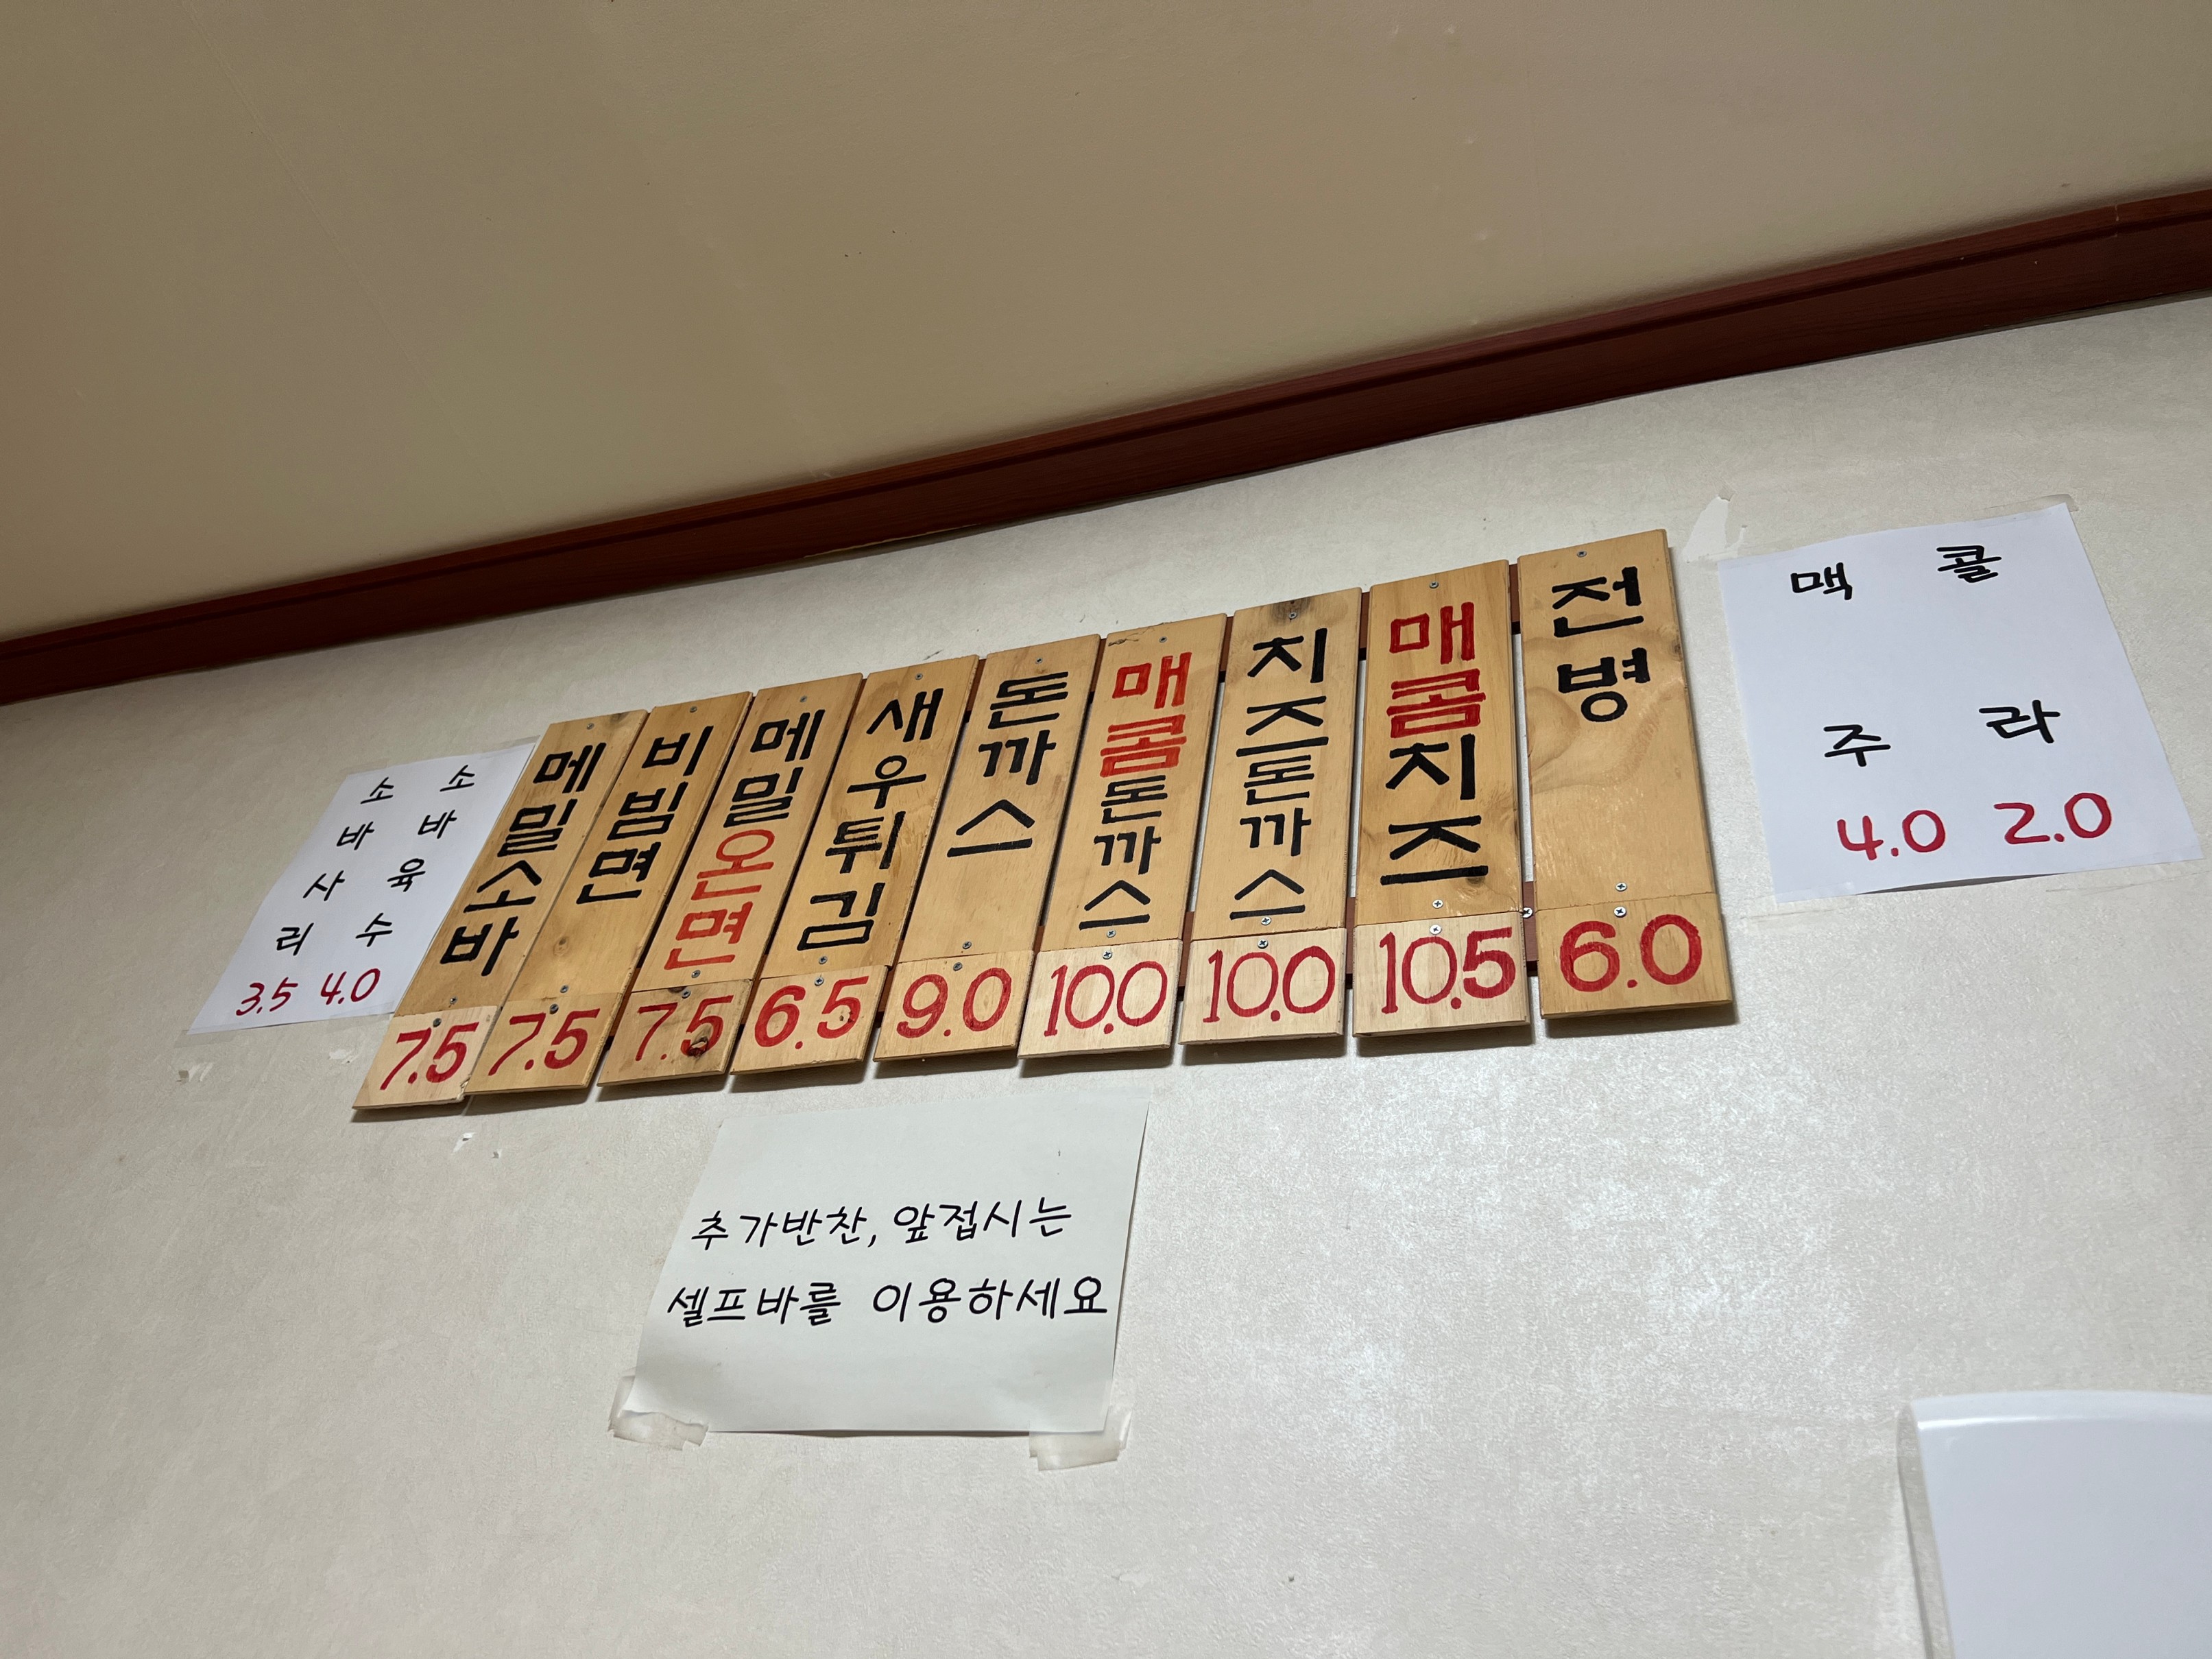 소바사리
3.5
소바육수
4.0
메밀소바
7.5
비빔면
7.5
메밀온면
7.5
새우튀김
6.5
돈까스
9.0
매콤돈까스
10.0
치즈돈까스
10.0
매콤치즈
10.5
전병
6.0
맥주
4.0
콜라
2.0
추가반찬, 앞접시는
셀프바를 이용하세요